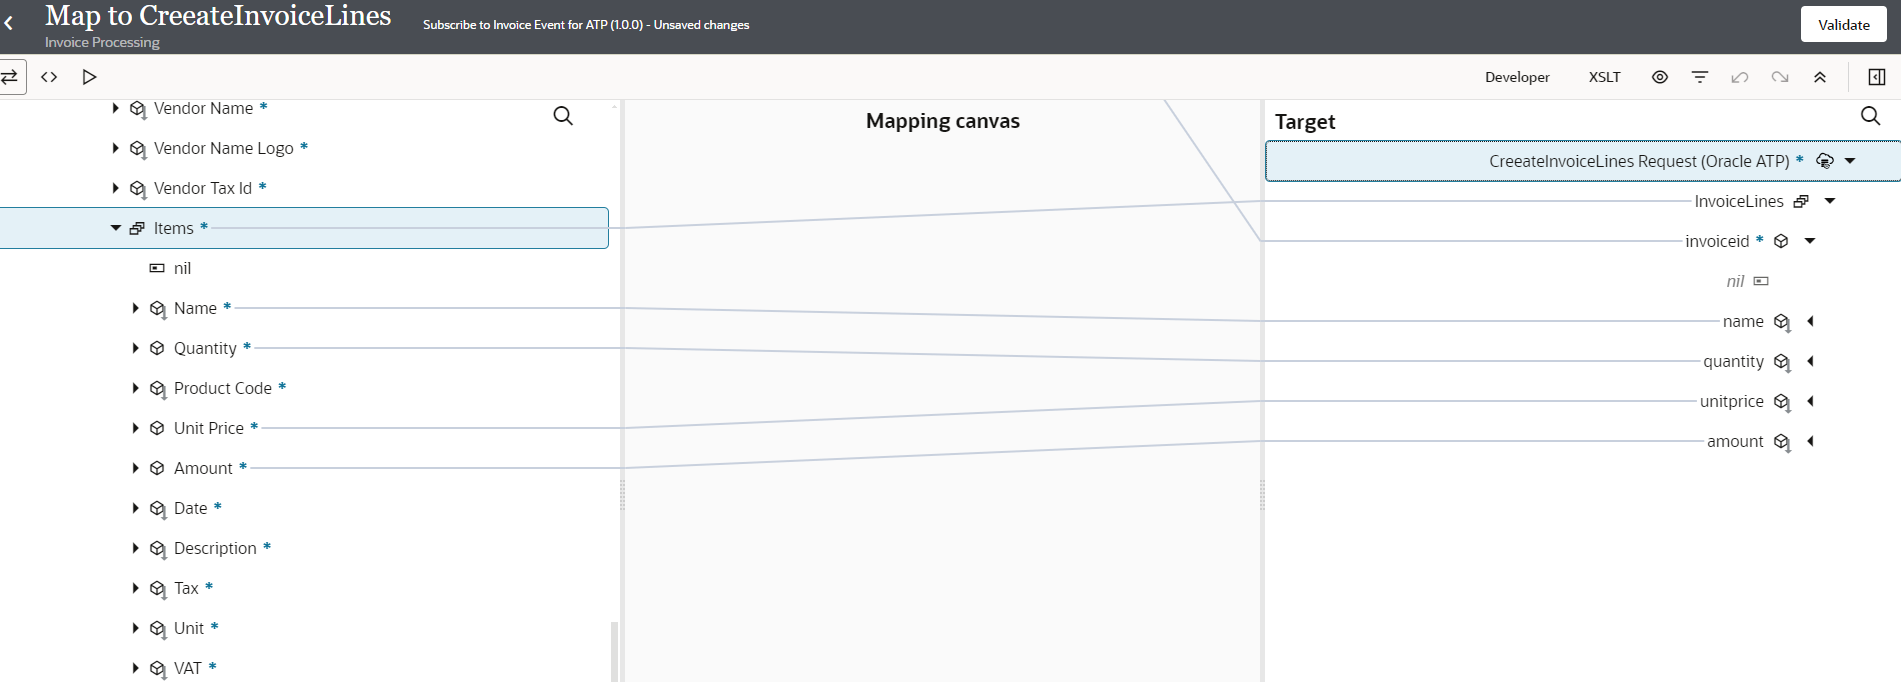 Map to CreeateInvoiceLines
Subscribe to Invoice Event for ATP (1.0.0) - Unsaved changes
Validate
Invoice Processing
Developer
XSLT
Vendor Name *
Vendor Name Logo *
Vendor Tax Id *
Items *
nil
Name *
Quantity *
Product Code *
Unit Price *
Amount *
Date *
Description *
Tax *
Unit *
VAT *
Mapping canvas
Target
CreeateInvoiceLines Request (Oracle ATP) *
InvoiceLines
invoiceid *
nil
name
quantity
unitprice
amount